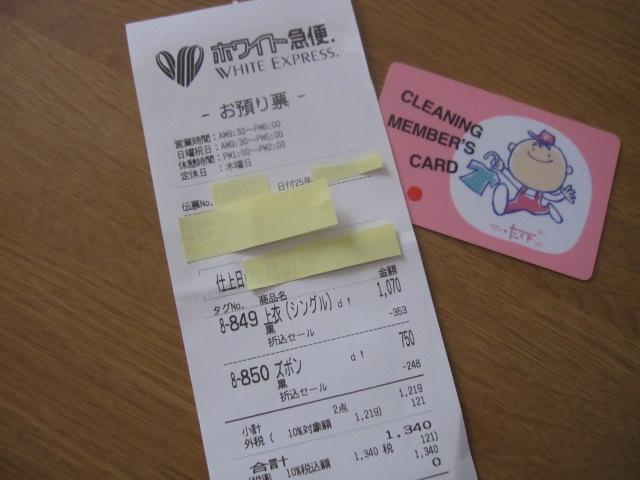 ホワイト急便.
WHITE EXPRESS.
- お預り票 -
営業時間：AM9:30～PM6:00
日曜祝日：AM9:30～PM5:00
休憩時間：PM1:00～PM2:00
定休日 ：木曜日
伝票No. 日付25年
仕上日
タグNo. 商品名 金額
8-849 上衣(シングル) d! 1,070
黒
折込セール -353
8-850 ズボン d! 750
黒
折込セール -248
小計 2点 1,219
外税( 10%対象額 1,219) 121
合計 1.340
10%税込額 1,340 税 121)
1,340
0
CLEANING
MEMBER'S
CARD